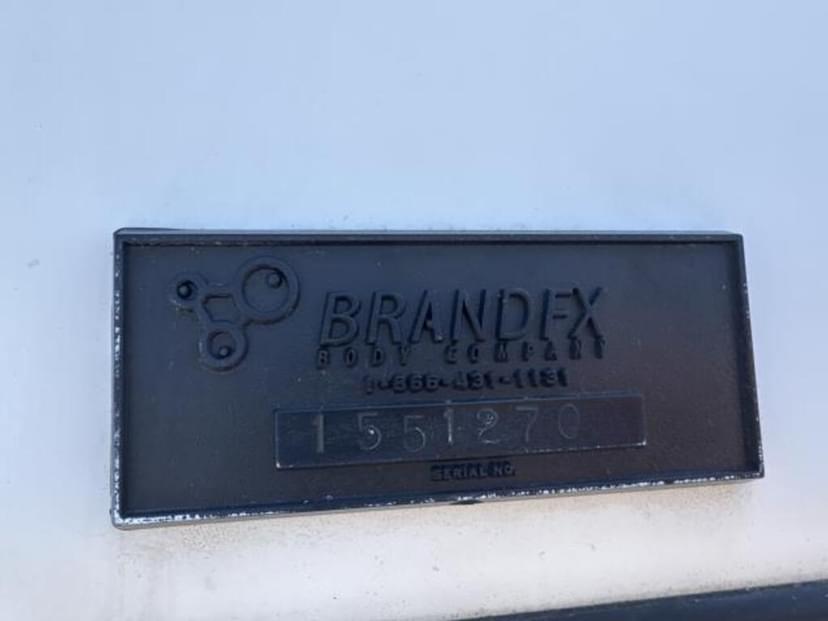 BRANDFX
BODY COMPANY
1-866-431-1131
1551270
SERIAL NO.